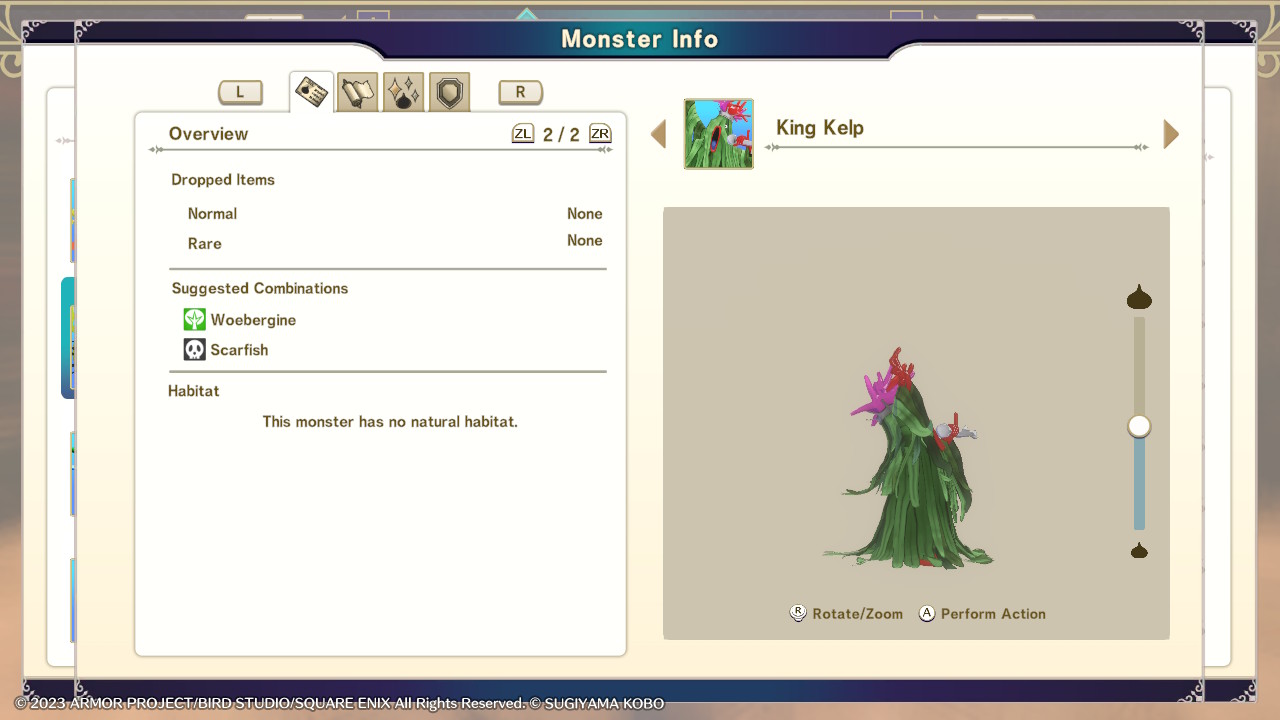 Monster Info
L
R
Overview
ZL 2 / 2 ZR
Dropped Items
Normal None
Rare None
Suggested Combinations
Woebergine
Scarfish
Habitat
This monster has no natural habitat.
King Kelp
R Rotate/Zoom A Perform Action
© 2023 ARMOR PROJECT/BIRD STUDIO/SQUARE ENIX All Rights Reserved. © SUGIYAMA KOBO